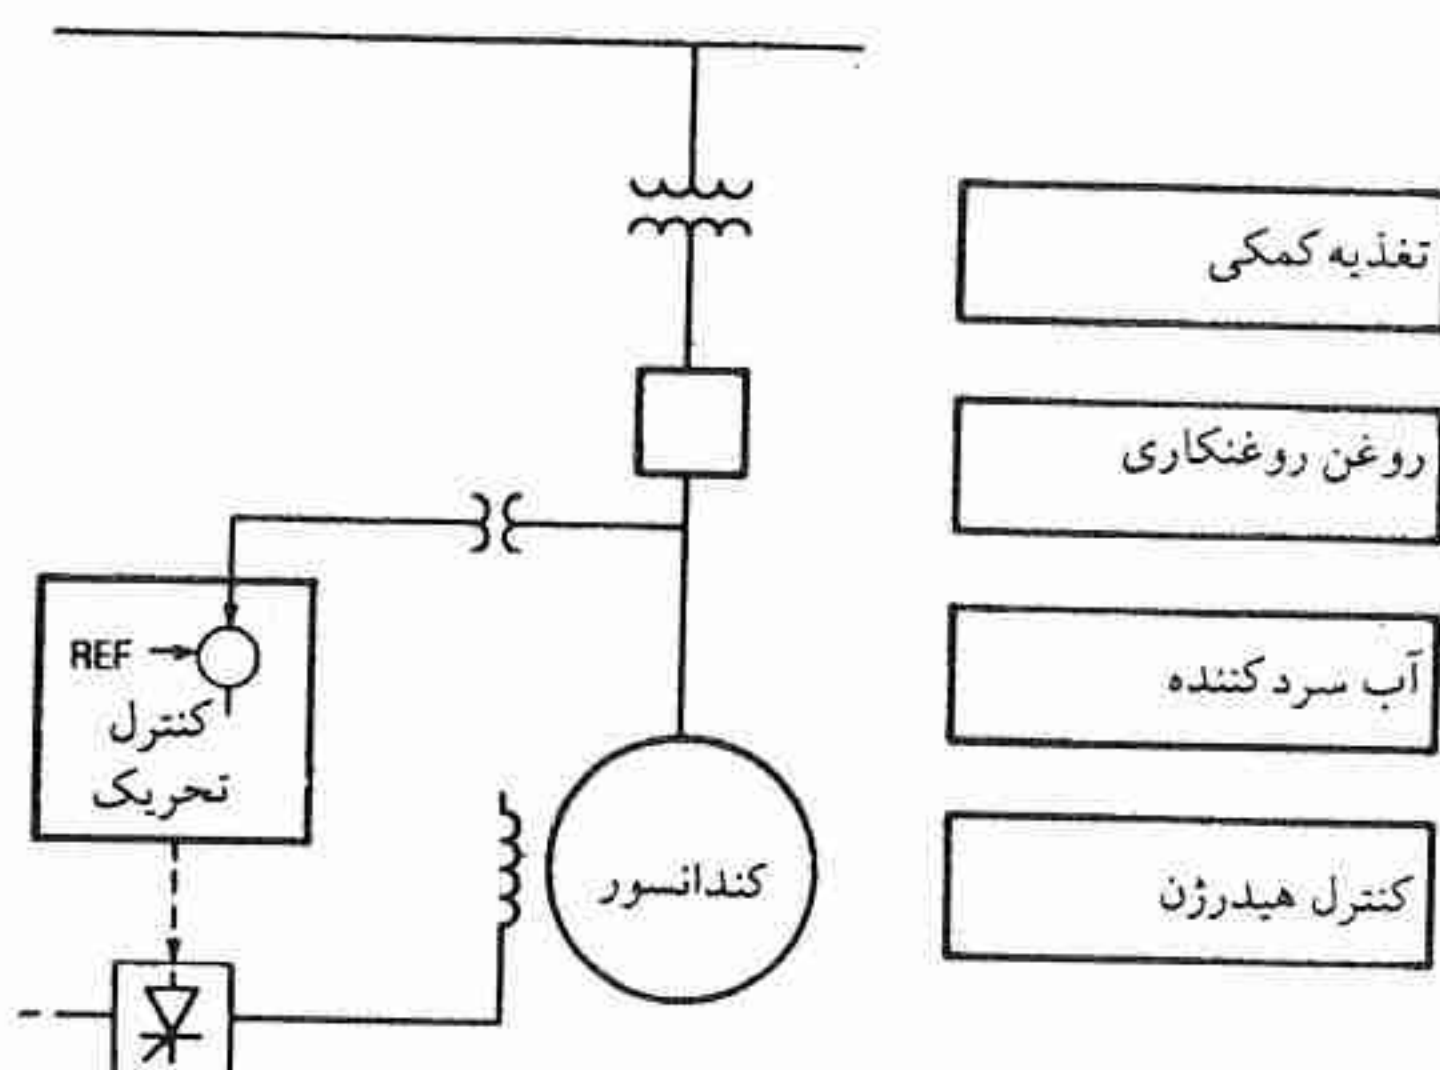 تغذیه کمکی
روغن روغنکاری
آب سرد کننده
کنترل هیدرژن
REF
کنترل
تحریک
کندانسور